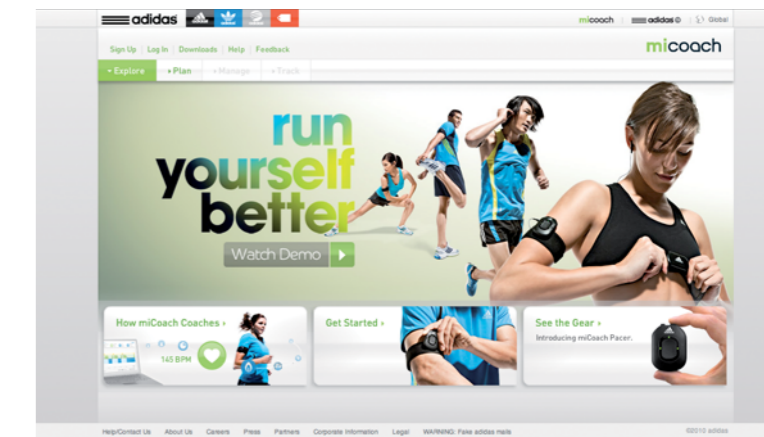 adidas
micoach
adidas
Global
Sign Up | Log In | Downloads | Help | Feedback
micoach
Explore
Plan
Manage
Track
run
yourself
better
Watch Demo
How miCoach Coaches ›
145 BPM
Get Started ›
See the Gear ›
Introducing miCoach Pacer.
Help/Contact Us About Us Careers Press Partners Corporate Information Legal WARNING: Fake adidas mails
©2010 adidas